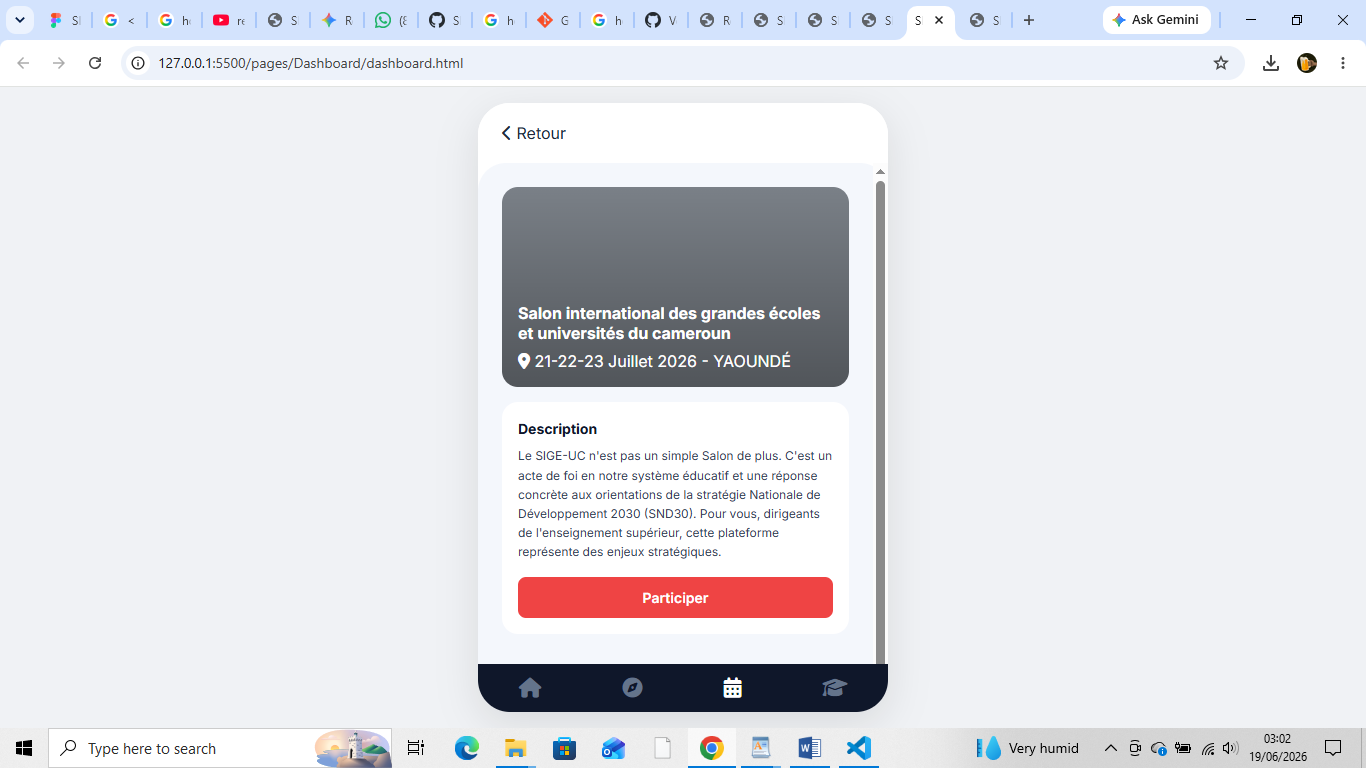 Ask Gemini
127.0.0.1:5500/pages/Dashboard/dashboard.html
Retour
Salon international des grandes écoles
et universités du cameroun
21-22-23 Juillet 2026 - YAOUNDÉ
Description
Le SIGE-UC n'est pas un simple Salon de plus. C'est un
acte de foi en notre système éducatif et une réponse
concrète aux orientations de la stratégie Nationale de
Développement 2030 (SND30). Pour vous, dirigeants
de l'enseignement supérieur, cette plateforme
représente des enjeux stratégiques.
Participer
Type here to search
Very humid
03:02
19/06/2026